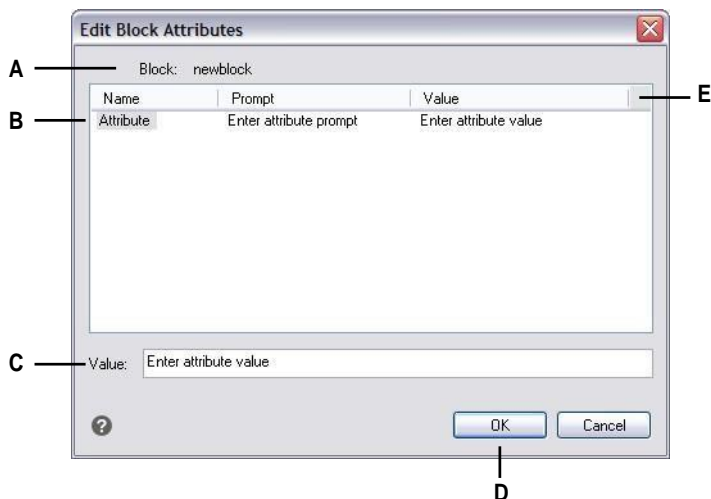 Edit Block Attributes
A
Block: newblock
Name Prompt Value
E
B
Attribute Enter attribute prompt Enter attribute value
C
Value: Enter attribute value
?
OK Cancel
D